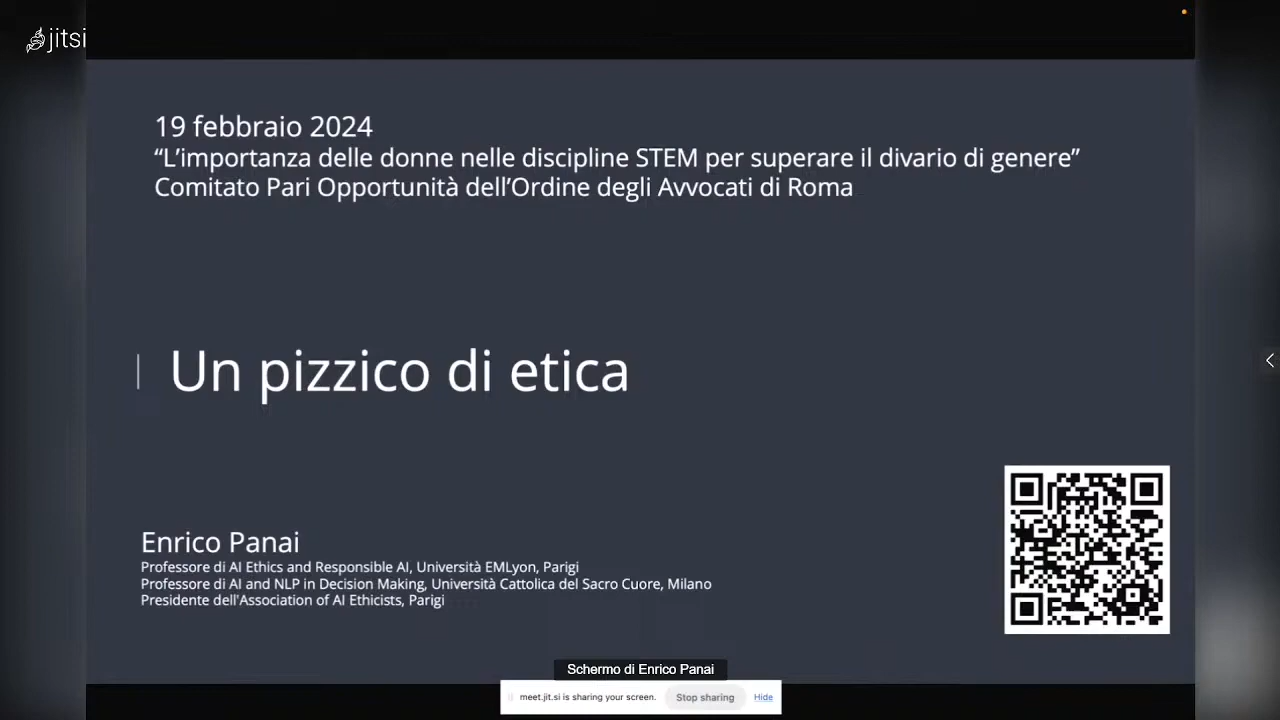 jitsi
19 febbraio 2024
“L’importanza delle donne nelle discipline STEM per superare il divario di genere”
Comitato Pari Opportunità dell’Ordine degli Avvocati di Roma
Un pizzico di etica
Enrico Panai
Professore di AI Ethics and Responsible AI, Università EMLyon, Parigi
Professore di AI and NLP in Decision Making, Università Cattolica del Sacro Cuore, Milano
Presidente dell'Association of AI Ethicists, Parigi
Schermo di Enrico Panai
meet.jit.si is sharing your screen.
Stop sharing
Hide